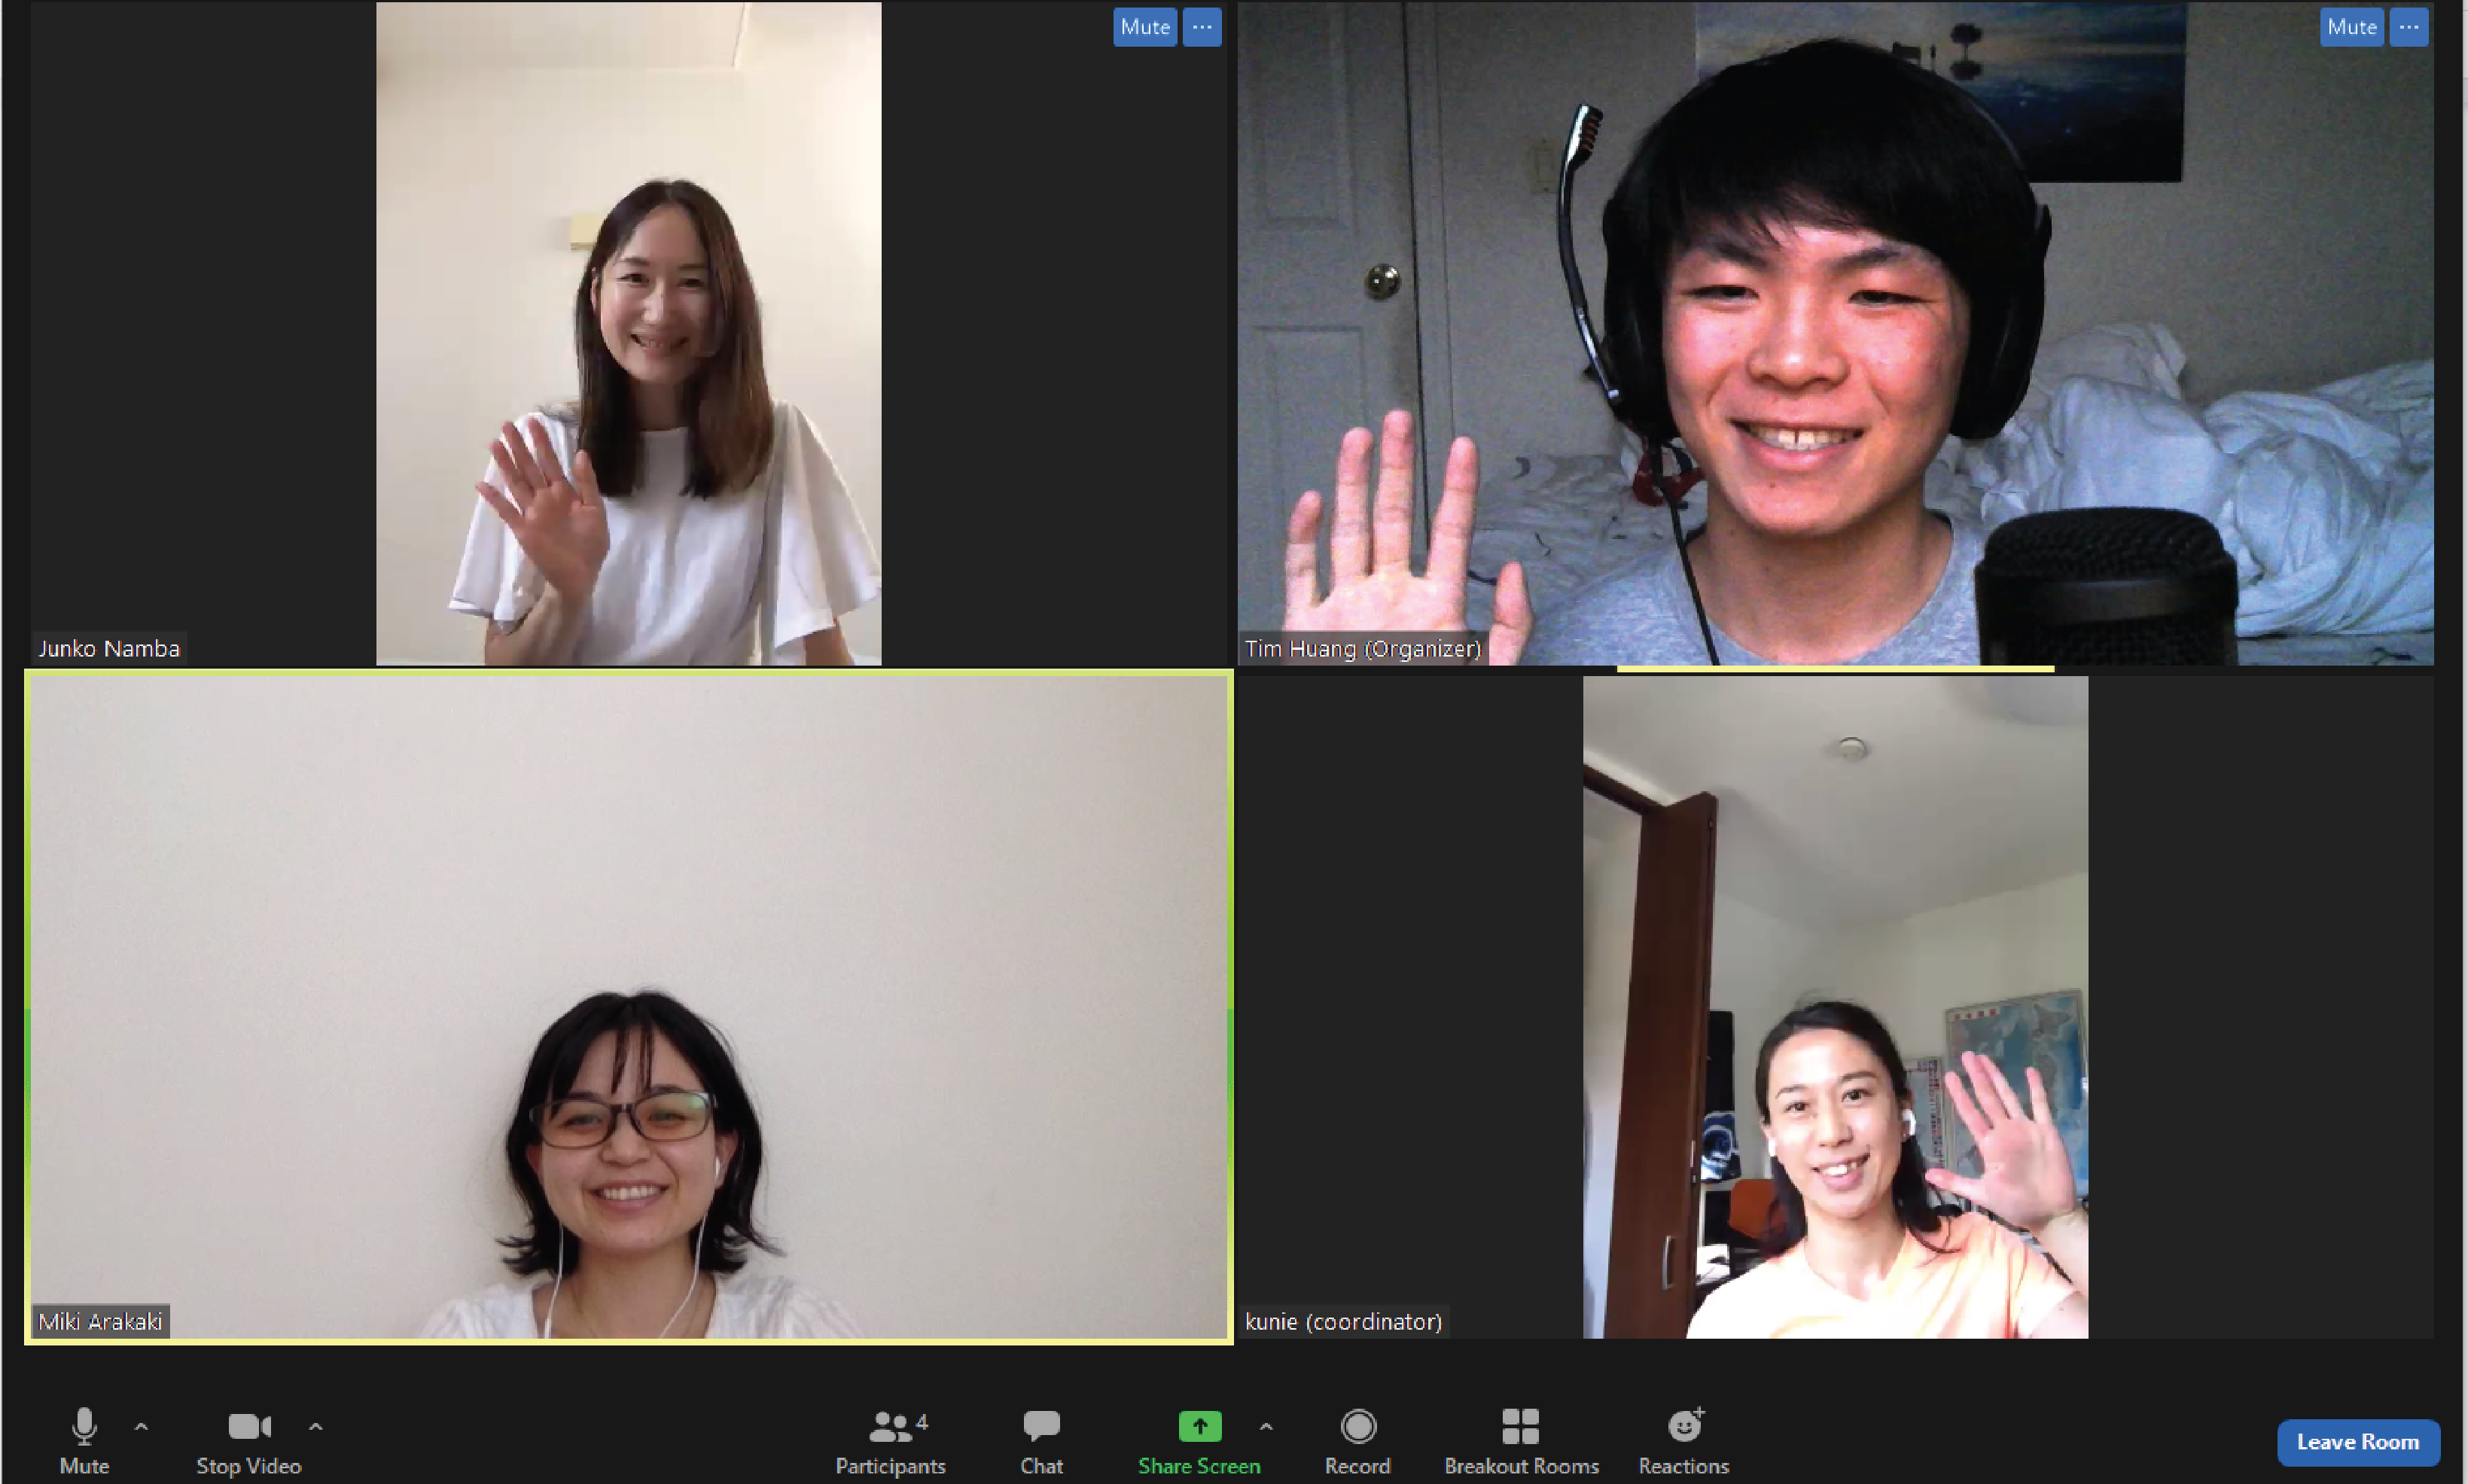 Mute
Mute
Junko Namba
Tim Huang (Organizer)
Miki Arakaki
kunie (coordinator)
4
Mute
Stop Video
Participants
Chat
Share Screen
Record
Breakout Rooms
Reactions
Leave Room